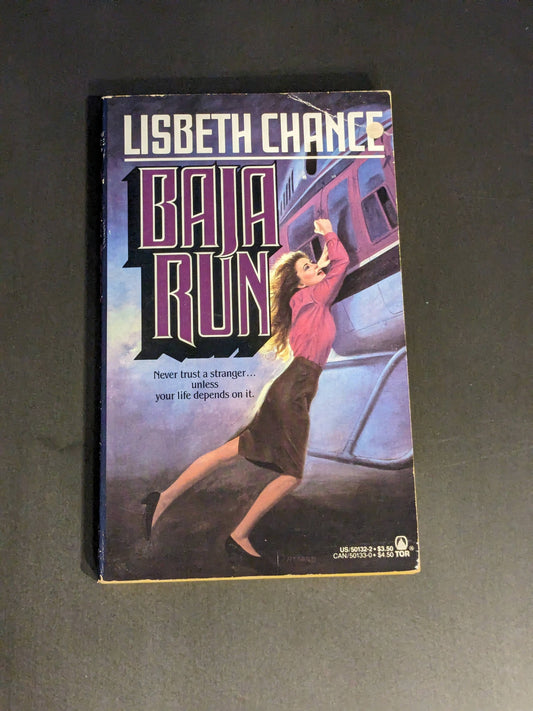 LISBETH CHANCE
BAJA
RUN
Never trust a stranger...
unless
your life depends on it.
US/50132-2 • $3.50
CAN/50133-0 • $4.50
TOR